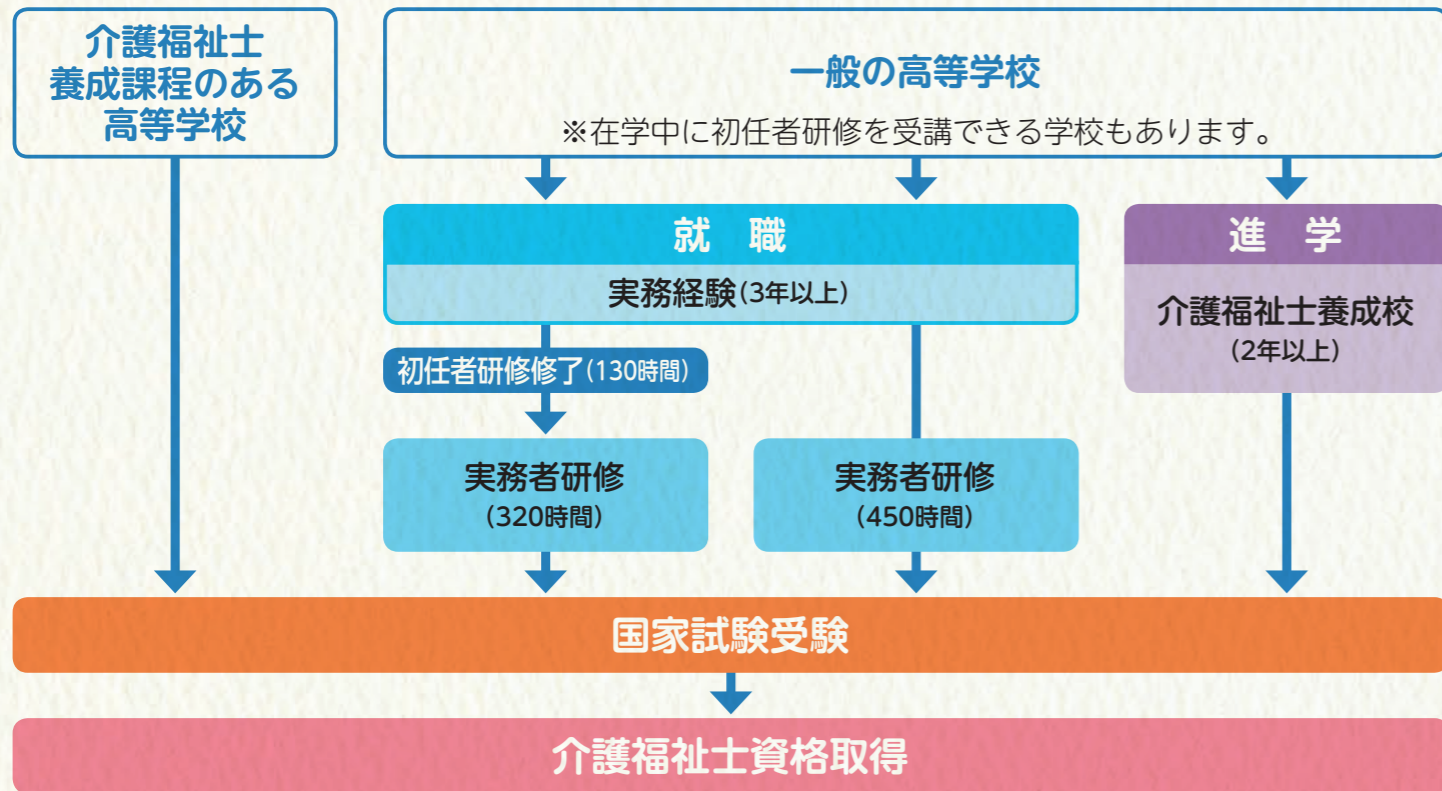 介護福祉士
養成課程のある
高等学校
一般の高等学校
※在学中に初任者研修を受講できる学校もあります。
就　職
実務経験(3年以上)
進　学
介護福祉士養成校
(2年以上)
初任者研修修了(130時間)
実務者研修
(320時間)
実務者研修
(450時間)
国家試験受験
介護福祉士資格取得